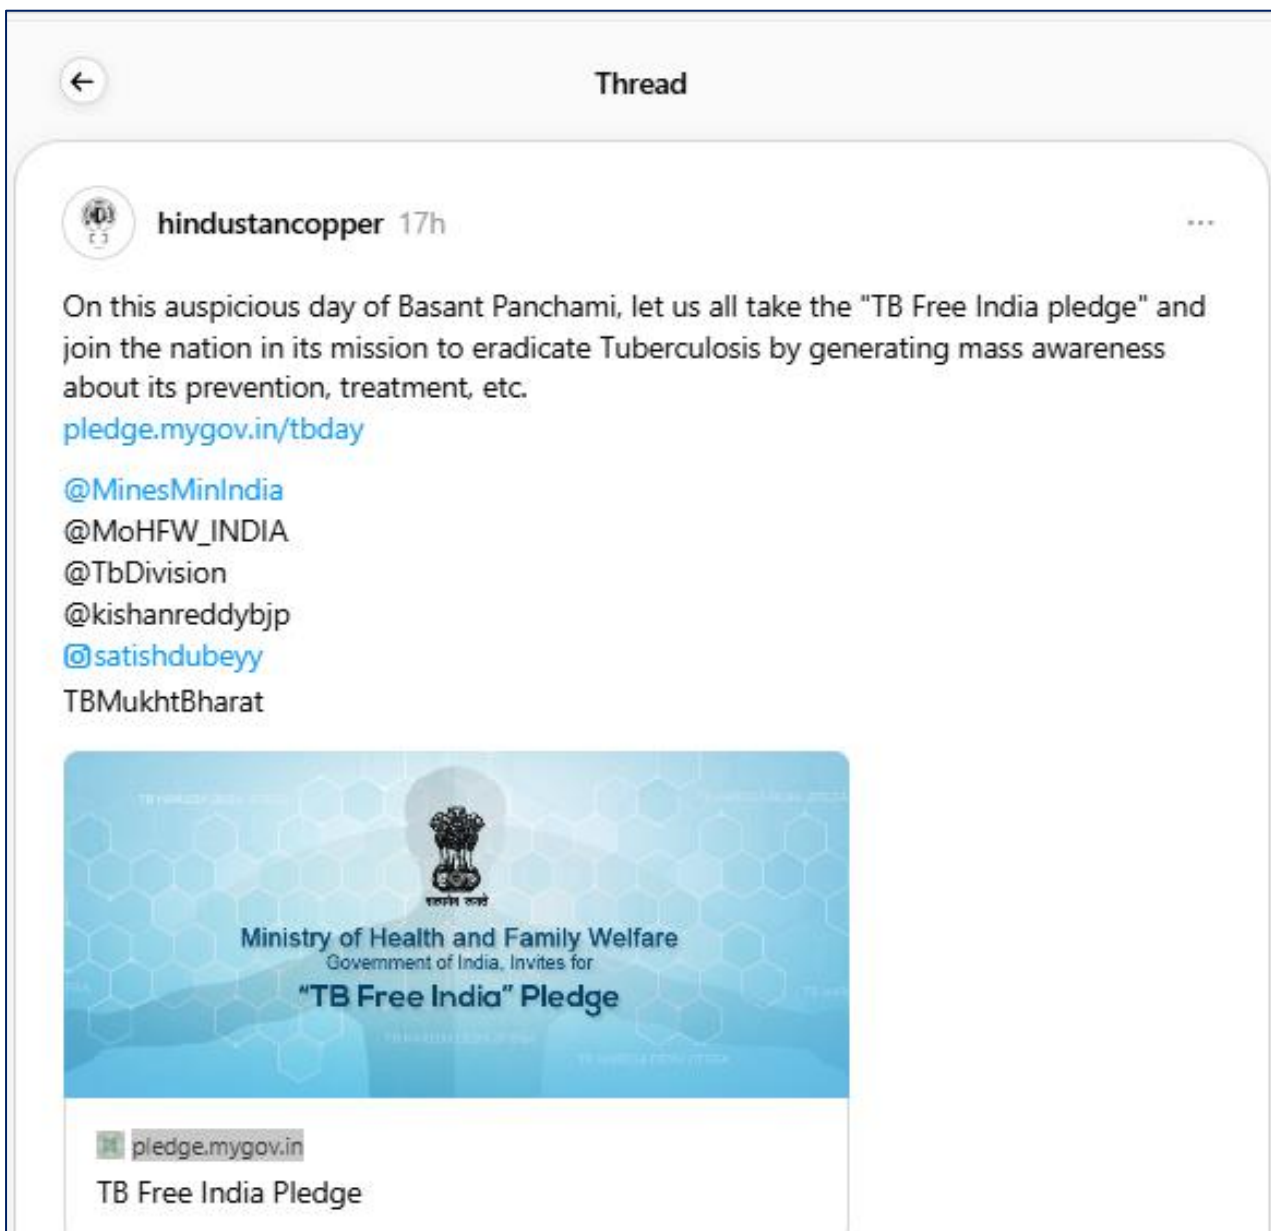 Thread
hindustancopper 17h
On this auspicious day of Basant Panchami, let us all take the "TB Free India pledge" and
join the nation in its mission to eradicate Tuberculosis by generating mass awareness
about its prevention, treatment, etc.
pledge.mygov.in/tbday
@MinesMinIndia
@MoHFW_INDIA
@TbDivision
@kishanreddybjp
satishdubeyy
TBMukhtBharat
सत्यमेव जयते
Ministry of Health and Family Welfare
Government of India, Invites for
“TB Free India” Pledge
pledge.mygov.in
TB Free India Pledge